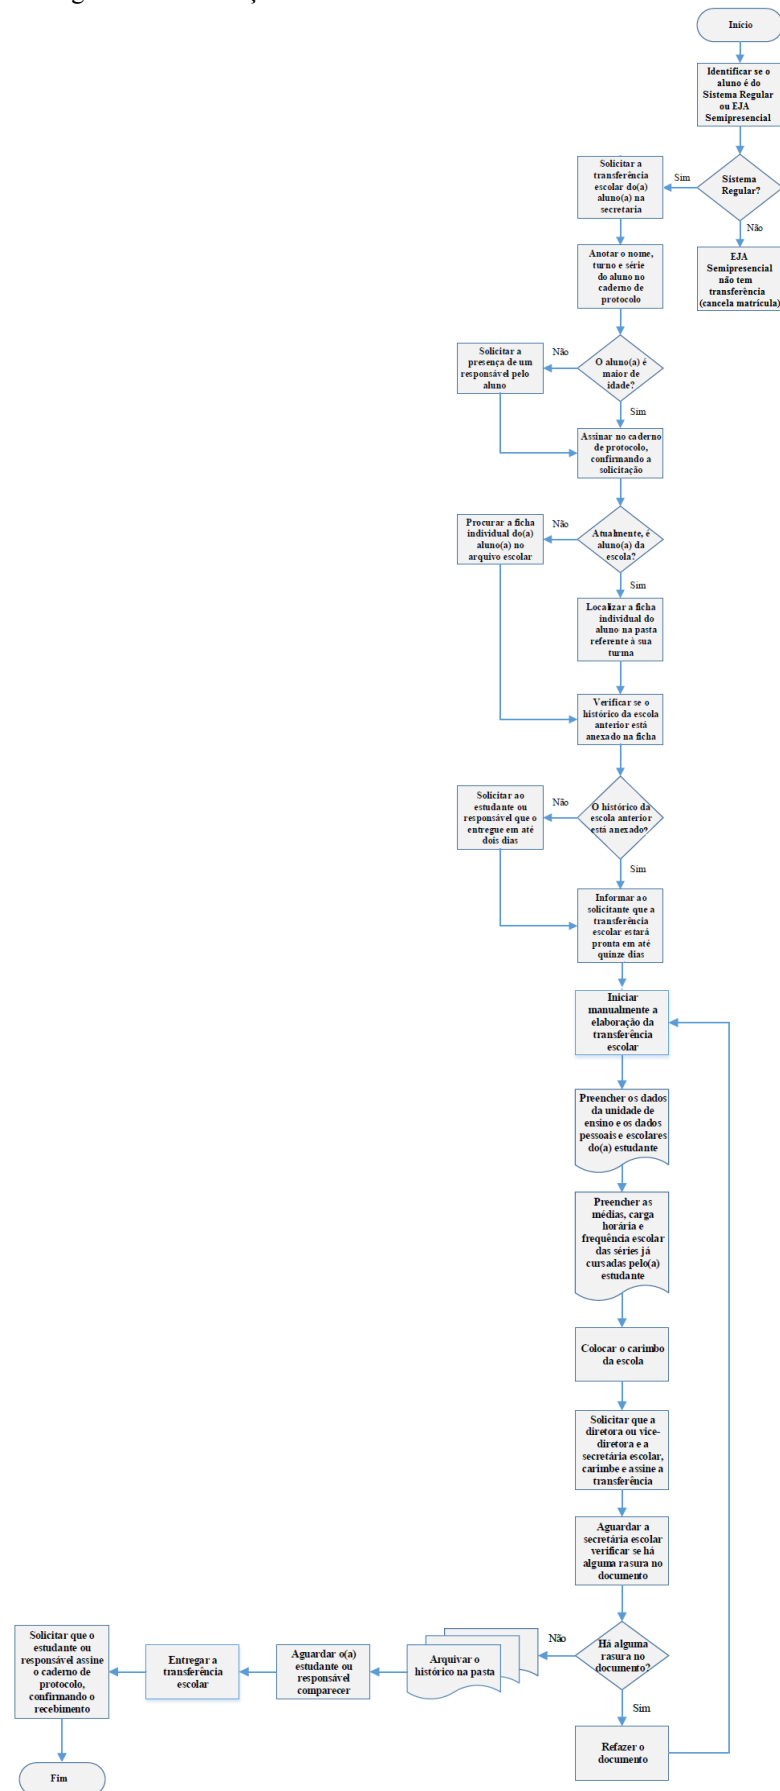 Início
Identificar se o
aluno é do
Sistema Regular
ou EJA
Semipresencial
Sistema
Regular?
Sim
Não
EJA
Semipresencial
não tem
transferência
(cancela matrícula)
Solicitar a
transferência
escolar do(a)
aluno(a) na
secretaria
Anotar o nome,
turno e série
do aluno no
caderno de
protocolo
O aluno(a) é
maior de
idade?
Não
Solicitar a
presença de um
responsável pelo
aluno
Sim
Assinar no caderno
de protocolo,
confirmando a
solicitação
Atualmente, é
aluno(a) da
escola?
Não
Procurar a ficha
individual do(a)
aluno(a) no
arquivo escolar
Sim
Localizar a ficha
individual do
aluno na pasta
referente à sua
turma
Verificar se o
histórico da escola
anterior está
anexado na ficha
O histórico da
escola anterior
está anexado?
Não
Solicitar ao
estudante ou
responsável que o
entregue em até
dois dias
Sim
Informar ao
solicitante que a
transferência
escolar estará
pronta em até
quinze dias
Iniciar
manualmente a
elaboração da
transferência
escolar
Preencher os dados
da unidade de
ensino e os dados
pessoais e escolares
do(a) estudante
Preencher as
médias, carga
horária e
frequência escolar
das séries já
cursadas pelo(a)
estudante
Colocar o carimbo
da escola
Solicitar que a
diretora ou vice-
diretora e a
secretária escolar,
carimbe e assine a
transferência
Aguardar a
secretária escolar
verificar se há
alguma rasura no
documento
Há alguma
rasura no
documento?
Sim
Refazer o
documento
Não
Arquivar o
histórico na pasta
Aguardar o(a)
estudante ou
responsável
comparecer
Entregar a
transferência
escolar
Solicitar que o
estudante ou
responsável assine
o caderno de
protocolo,
confirmando o
recebimento
Fim